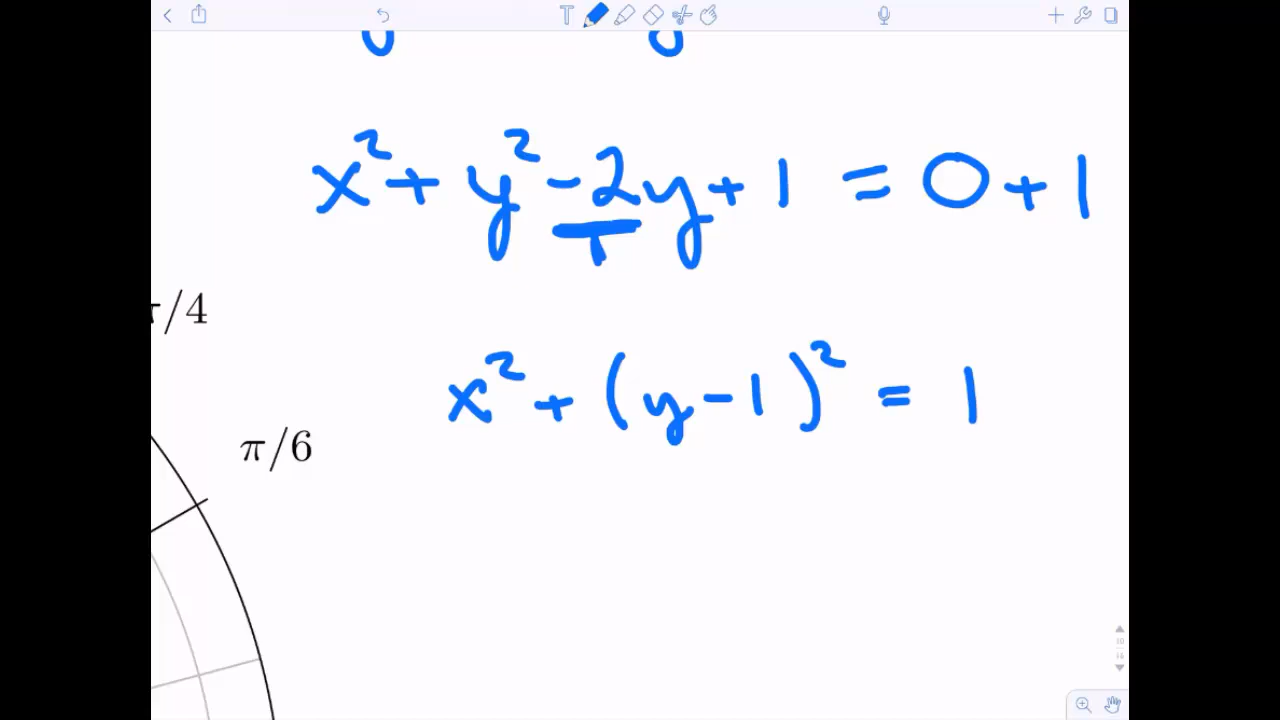 x² + y² - 2y + 1 = 0 + 1
π/4
x² + (y - 1)² = 1
π/6